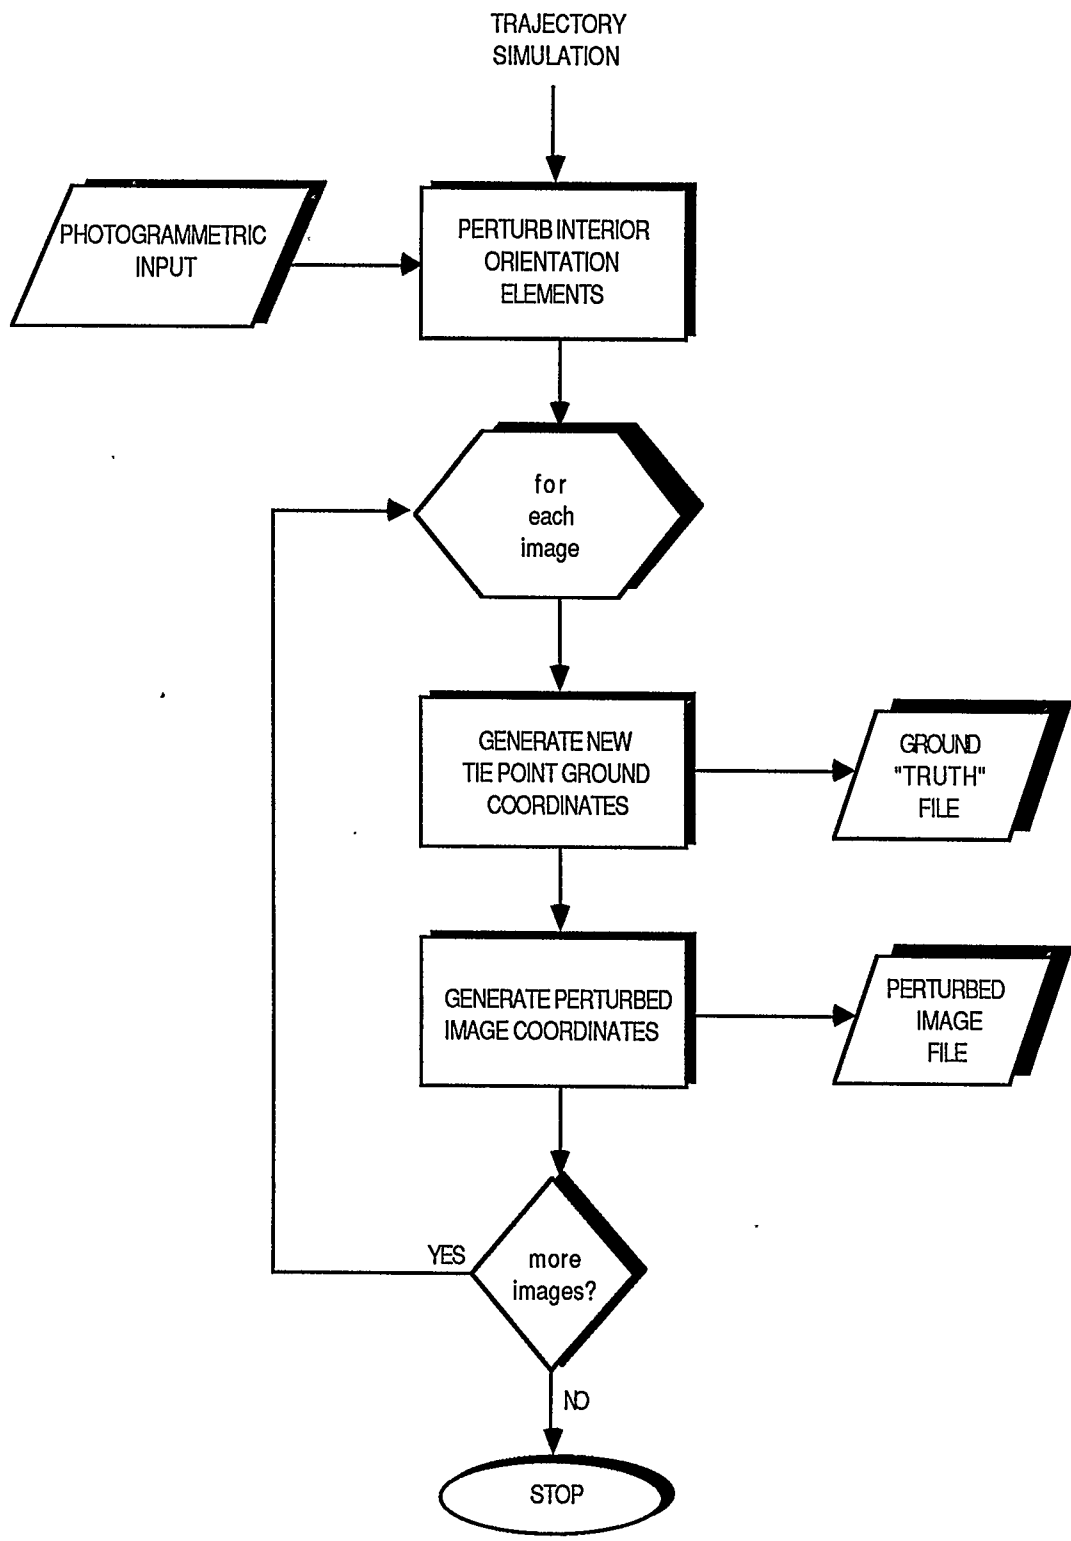 TRAJECTORY
SIMULATION
PHOTOGRAMMETRIC
INPUT
PERTURB INTERIOR
ORIENTATION
ELEMENTS
for
each
image
GENERATE NEW
TIE POINT GROUND
COORDINATES
GROUND
"TRUTH"
FILE
GENERATE PERTURBED
IMAGE COORDINATES
PERTURBED
IMAGE
FILE
YES
more
images?
NO
STOP